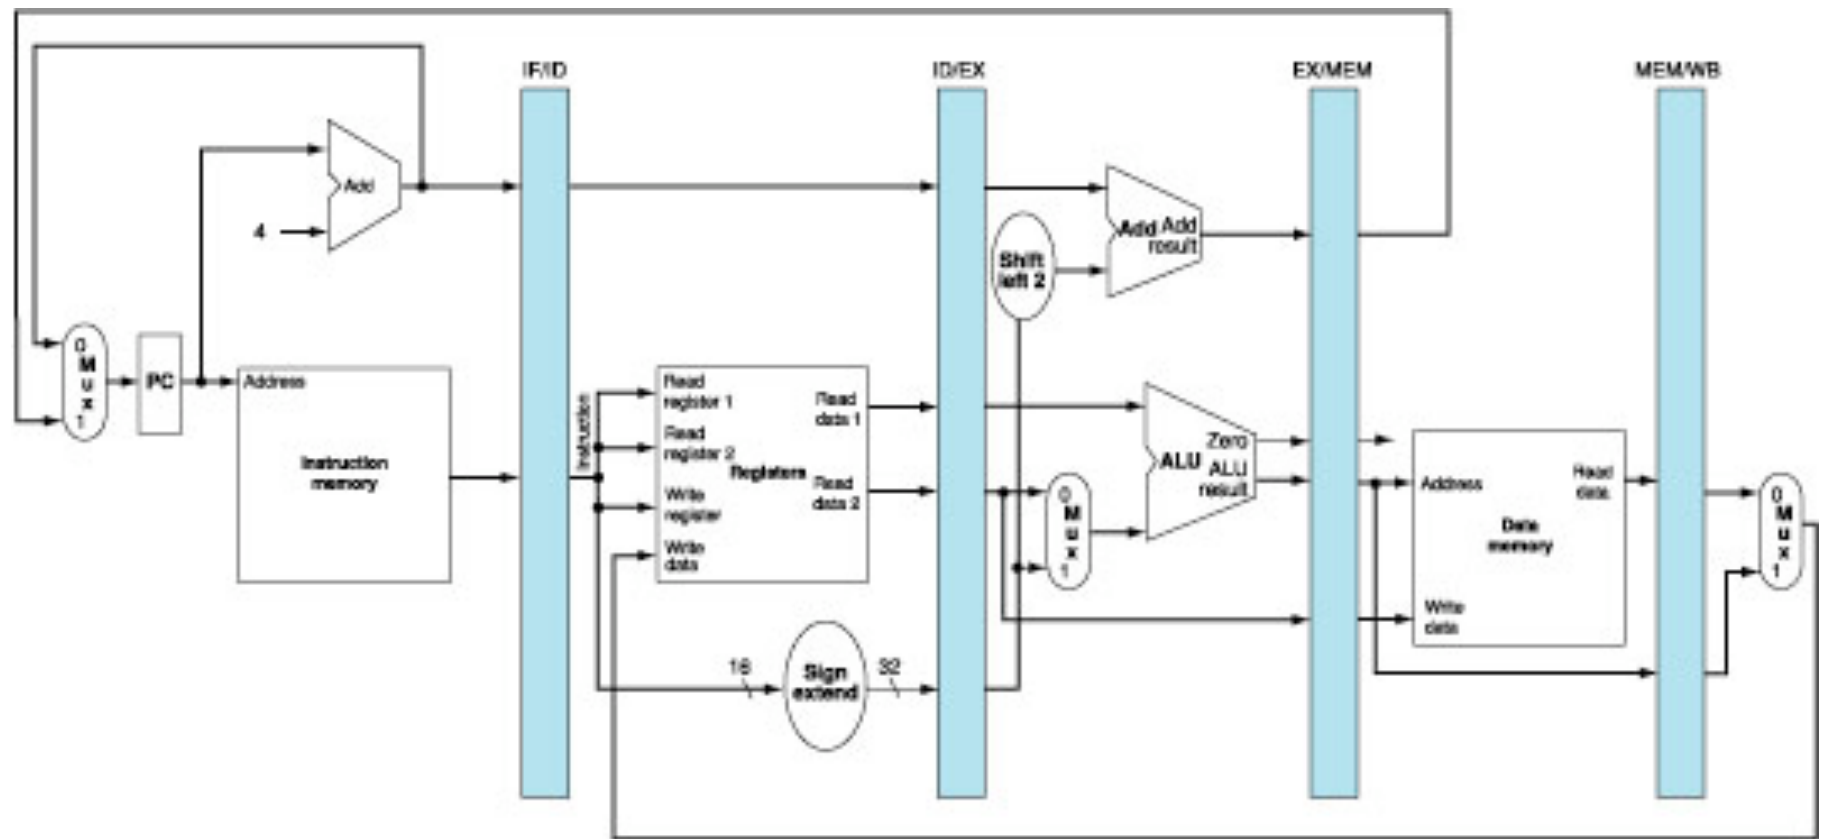 IF/ID
ID/EX
EX/MEM
MEM/WB
Add
4
Add Add
result
Shift
left 2
0
M
u
x
1
PC
Address
Instruction
memory
Instruction
Read
register 1
Read
register 2
Write
register
Write
data
Registers
Read
data 1
Read
data 2
0
M
u
x
1
Zero
ALU ALU
result
Address
Read
data
Data
memory
Write
data
0
M
u
x
1
16
Sign
extend
32